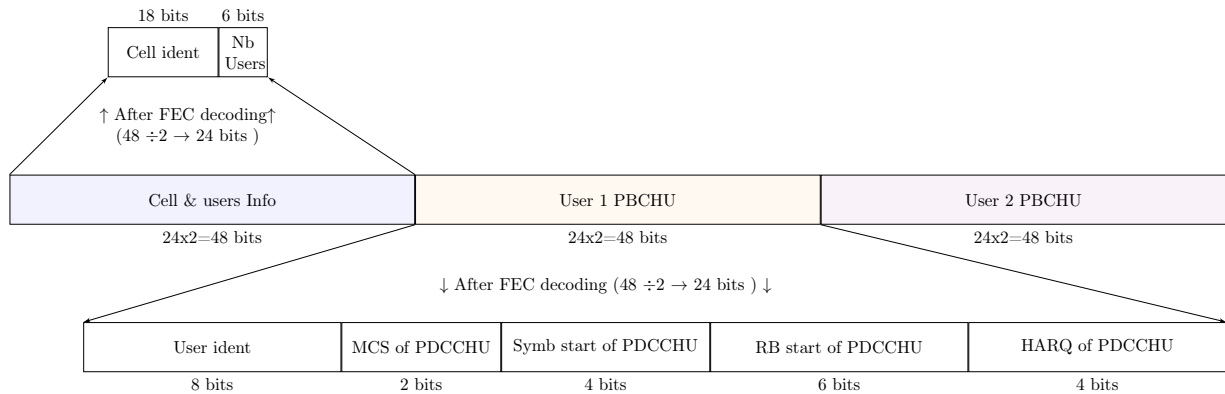 18 bits 6 bits
Cell ident
Nb
Users
↑ After FEC decoding↑
(48 ÷2 → 24 bits )
Cell & users Info User 1 PBCHU User 2 PBCHU
24x2=48 bits 24x2=48 bits 24x2=48 bits
↓ After FEC decoding (48 ÷2 → 24 bits ) ↓
User ident MCS of PDCCHU Symb start of PDCCHU RB start of PDCCHU HARQ of PDCCHU
8 bits 2 bits 4 bits 6 bits 4 bits